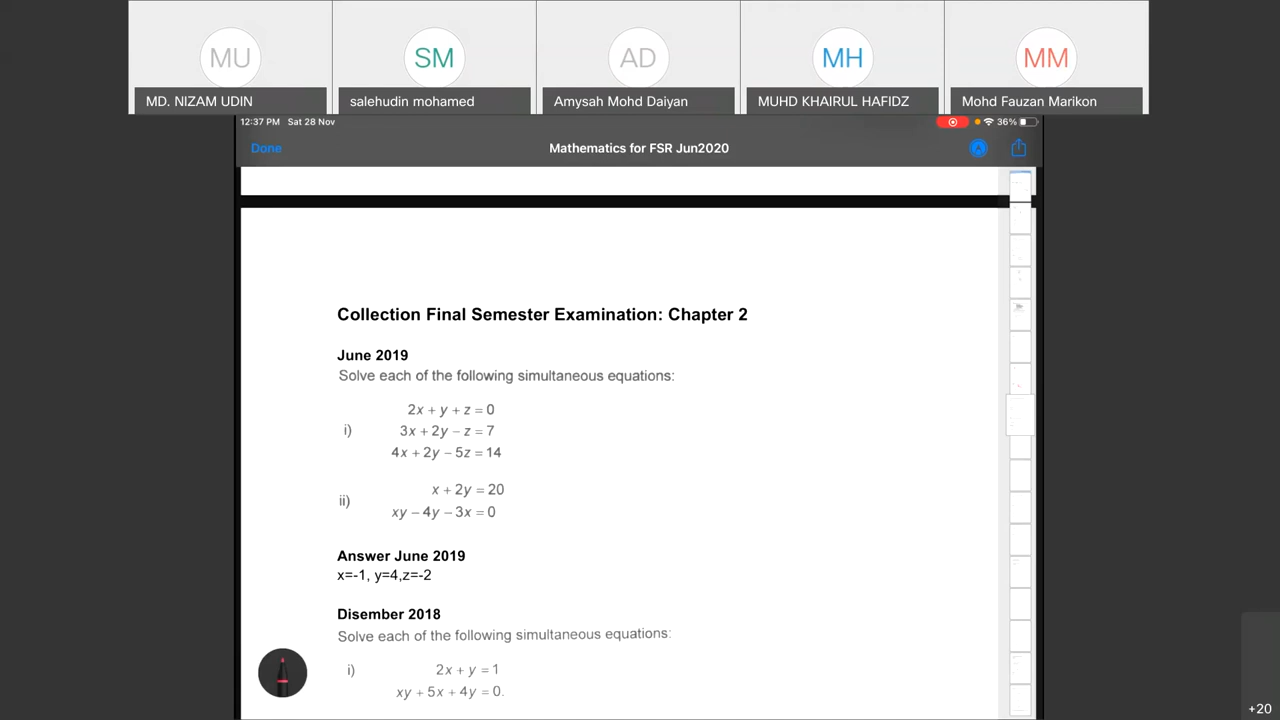 MU SM AD MH MM
MD. NIZAM UDIN salehudin mohamed Amysah Mohd Daiyan MUHD KHAIRUL HAFIDZ Mohd Fauzan Marikon
12:37 PM Sat 28 Nov 36%
Done Mathematics for FSR Jun2020
Collection Final Semester Examination: Chapter 2
June 2019
Solve each of the following simultaneous equations:
2x + y + z = 0
i) 3x + 2y − z = 7
4x + 2y − 5z = 14
x + 2y = 20
ii)
xy − 4y − 3x = 0
Answer June 2019
x=-1, y=4,z=-2
Disember 2018
Solve each of the following simultaneous equations:
i) 2x + y = 1
xy + 5x + 4y = 0.
+20